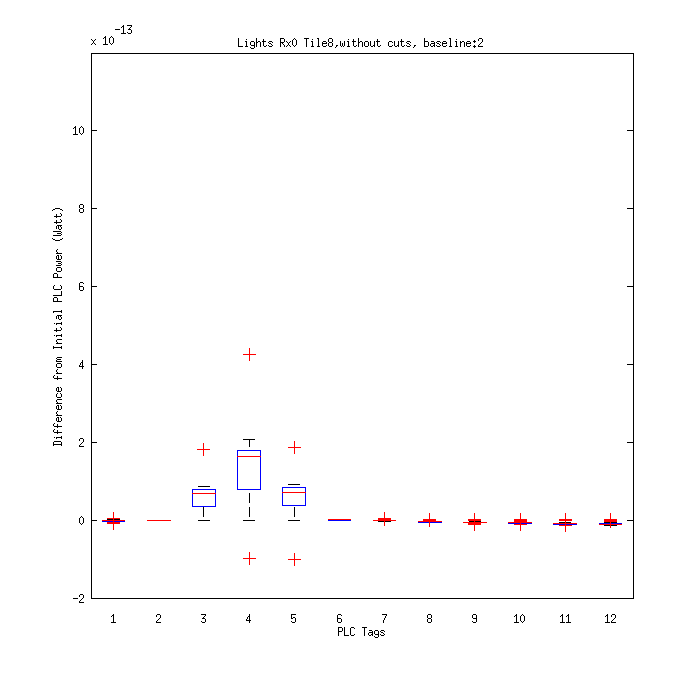 x 10-13
Lights Rx0 Tile8,without cuts, baseline:2
Difference from Initial PLC Power (Watt)
10
8
6
4
2
0
-2
1 2 3 4 5 6 7 8 9 10 11 12
PLC Tags